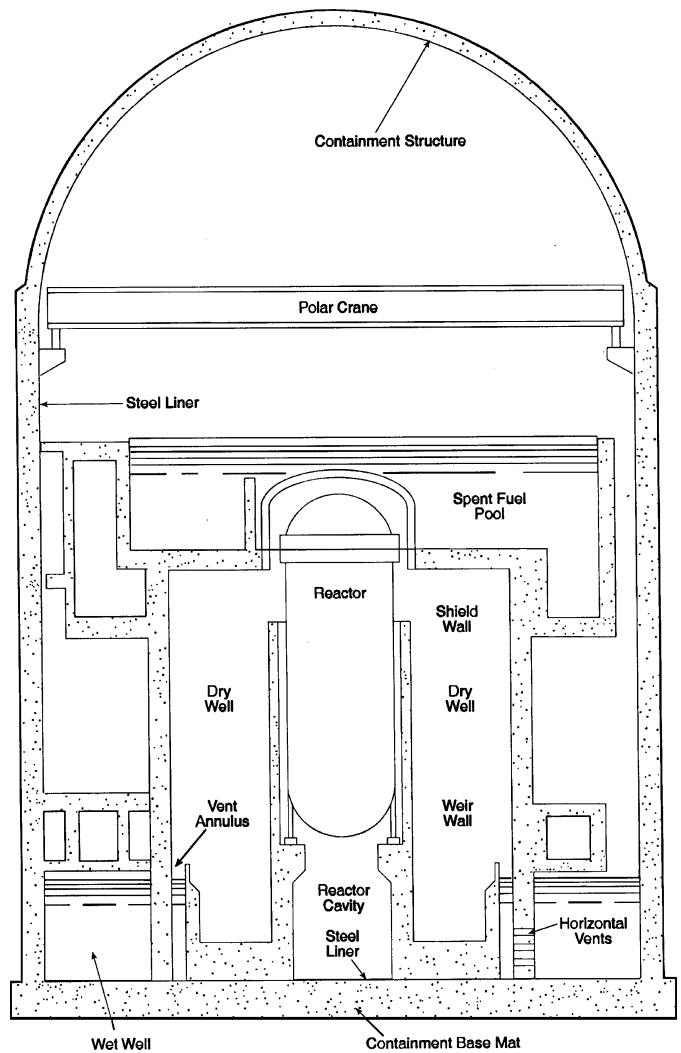 Containment Structure
Polar Crane
Steel Liner
Spent Fuel
Pool
Reactor
Shield
Wall
Dry
Well
Dry
Well
Vent
Annulus
Weir
Wall
Reactor
Cavity
Steel
Liner
Horizontal
Vents
Wet Well
Containment Base Mat